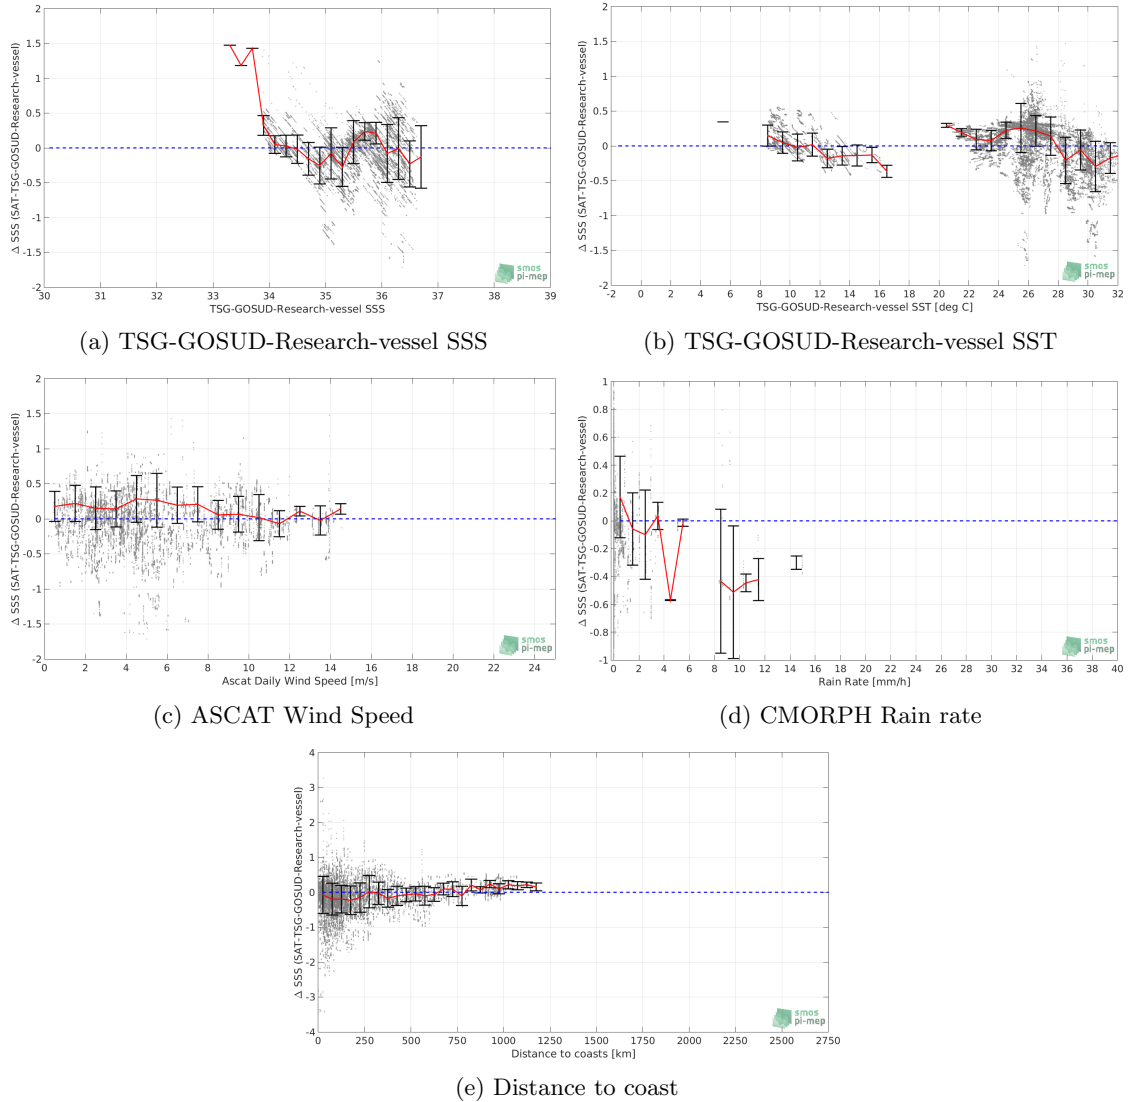 2
1.5
1
0.5
0
-0.5
-1
-1.5
-2
Δ SSS (SAT-TSG-GOSUD-Research-vessel)
30 31 32 33 34 35 36 37 38 39
TSG-GOSUD-Research-vessel SSS
smos
pi-mep
(a) TSG-GOSUD-Research-vessel SSS
2
1.5
1
0.5
0
-0.5
-1
-1.5
-2
Δ SSS (SAT-TSG-GOSUD-Research-vessel)
-2 0 2 4 6 8 10 12 14 16 18 20 22 24 26 28 30 32
TSG-GOSUD-Research-vessel SST [deg C]
smos
pi-mep
(b) TSG-GOSUD-Research-vessel SST
2
1.5
1
0.5
0
-0.5
-1
-1.5
-2
Δ SSS (SAT-TSG-GOSUD-Research-vessel)
0 2 4 6 8 10 12 14 16 18 20 22 24
Ascat Daily Wind Speed [m/s]
smos
pi-mep
(c) ASCAT Wind Speed
1
0.8
0.6
0.4
0.2
0
-0.2
-0.4
-0.6
-0.8
-1
Δ SSS (SAT-TSG-GOSUD-Research-vessel)
0 2 4 6 8 10 12 14 16 18 20 22 24 26 28 30 32 34 36 38 40
Rain Rate [mm/h]
smos
pi-mep
(d) CMORPH Rain rate
4
3
2
1
0
-1
-2
-3
-4
Δ SSS (SAT-TSG-GOSUD-Research-vessel)
0 250 500 750 1000 1250 1500 1750 2000 2250 2500 2750
Distance to coasts [km]
smos
pi-mep
(e) Distance to coast